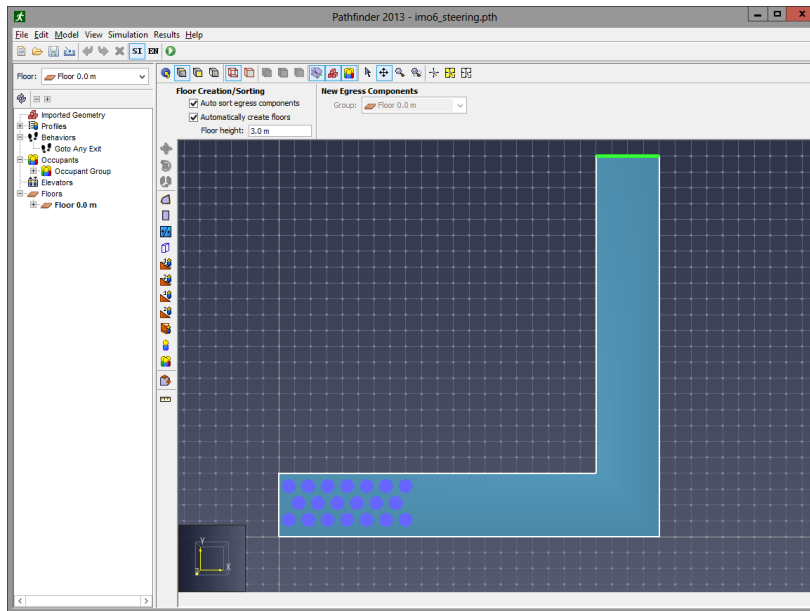 Pathfinder 2013 - imo6_steering.pth
File Edit Model View Simulation Results Help
SI EN
Floor: Floor 0.0 m
Floor Creation/Sorting
Auto sort egress components
Automatically create floors
Floor height: 3.0 m
New Egress Components
Group: Floor 0.0 m
Imported Geometry
Profiles
Behaviors
Goto Any Exit
Occupants
Occupant Group
Elevators
Floors
Floor 0.0 m
Y
X
Z